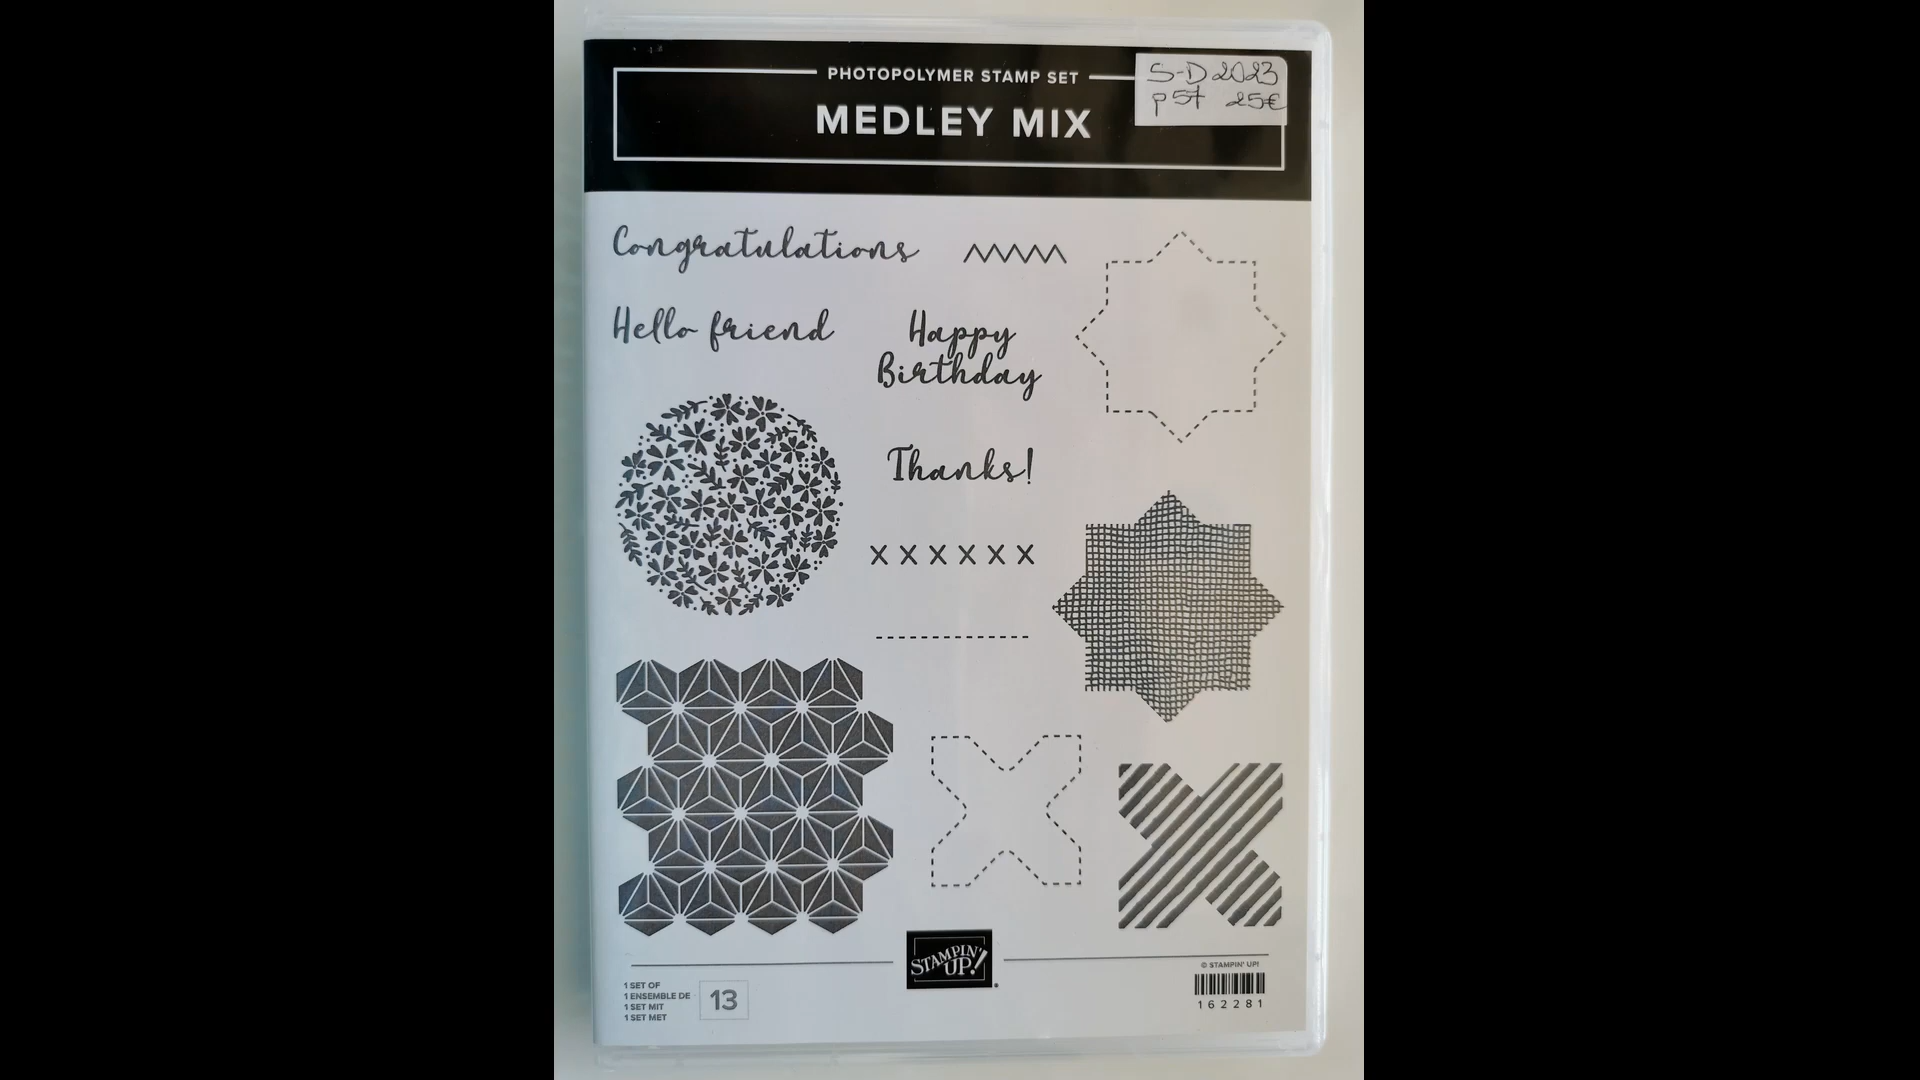 PHOTOPOLYMER STAMP SET
MEDLEY MIX
S-D 2023
p 57 25€
Congratulations
Hello friend
Happy
Birthday
Thanks!
X X X X X X
STAMPIN'
UP!
1 SET OF
1 ENSEMBLE DE
1 SET MIT
1 SET MET
13
© STAMPIN' UP!
162281